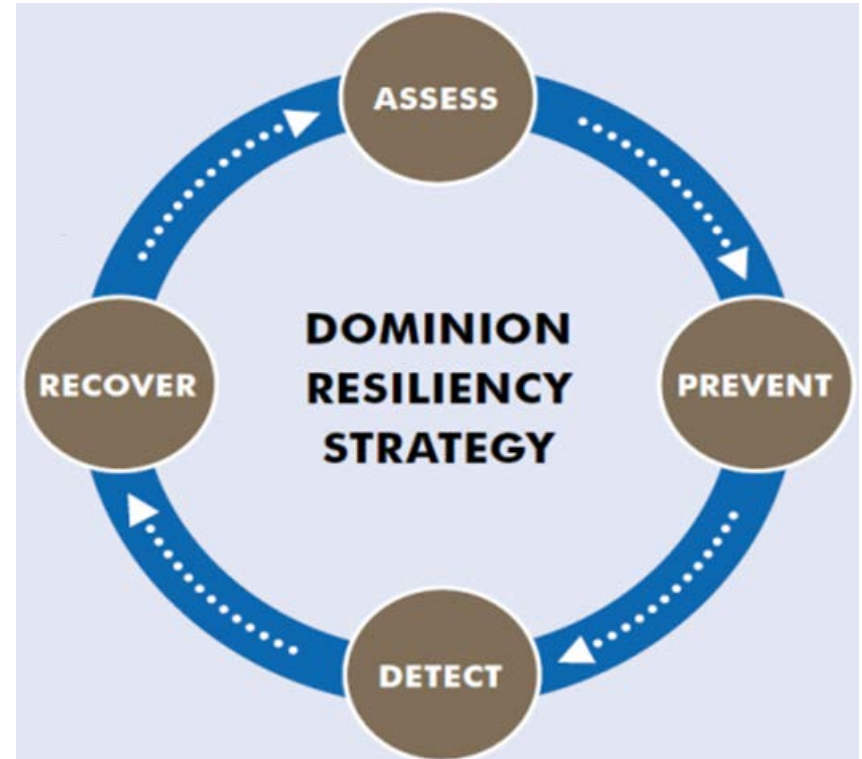 ASSESS
DOMINION
RESILIENCY
STRATEGY
RECOVER
PREVENT
DETECT